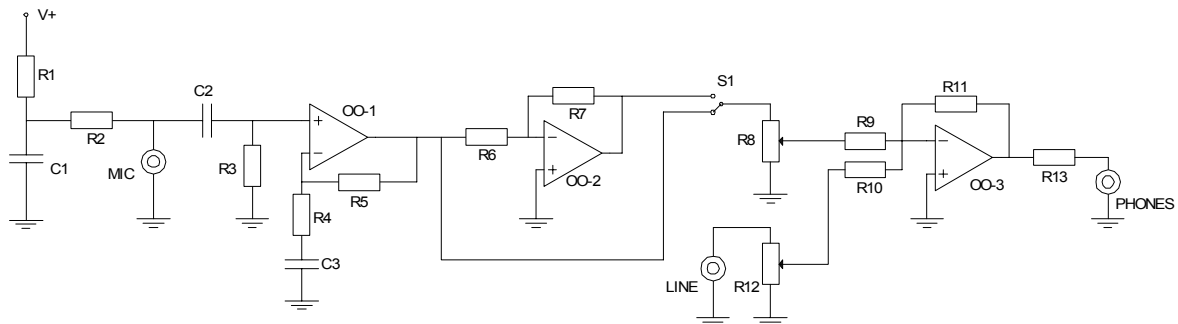 V+
R1
C1
R2
MIC
C2
R3
OO-1
R4
R5
C3
R6
R7
OO-2
S1
R8
R9
R10
R11
OO-3
R13
PHONES
LINE
R12